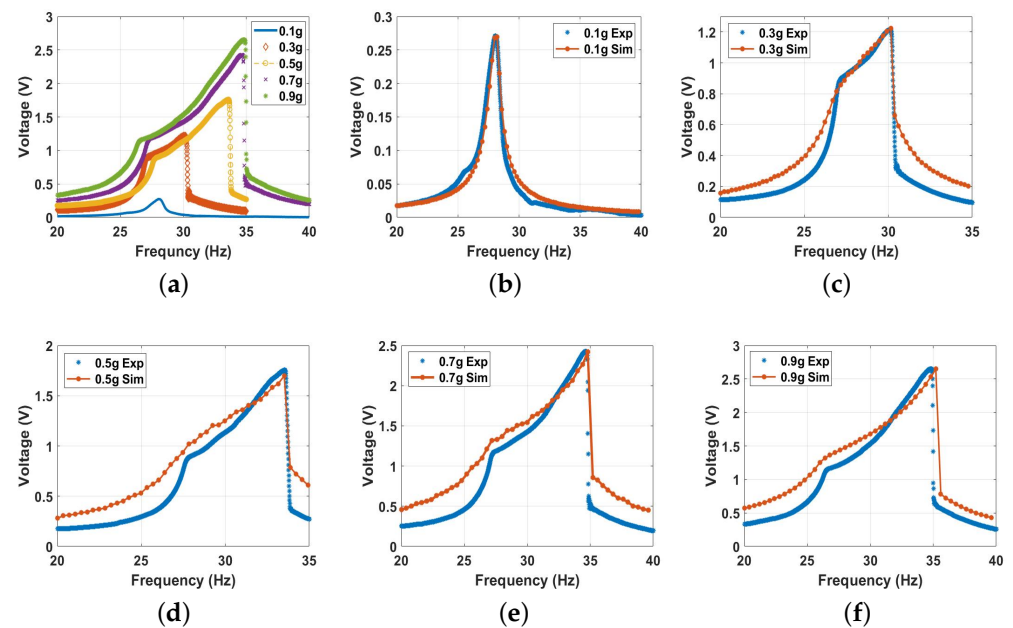 3
2.5
2
1.5
1
0.5
0
20 25 30 35 40
Voltage (V)
Frequncy (Hz)
0.1g
0.3g
0.5g
0.7g
0.9g
(a)
0.3
0.25
0.2
0.15
0.1
0.05
0
20 25 30 35 40
Voltage (V)
Frequency (Hz)
0.1g Exp
0.1g Sim
(b)
1.2
1
0.8
0.6
0.4
0.2
0
20 25 30 35
Voltage (V)
Frequency (Hz)
0.3g Exp
0.3g Sim
(c)
2
1.5
1
0.5
0
20 25 30 35
Voltage (V)
Frequency (Hz)
0.5g Exp
0.5g Sim
(d)
2.5
2
1.5
1
0.5
0
20 25 30 35 40
Voltage (V)
Frequency (Hz)
0.7g Exp
0.7g Sim
(e)
3
2.5
2
1.5
1
0.5
0
20 25 30 35 40
Voltage (V)
Frequency (Hz)
0.9g Exp
0.9g Sim
(f)